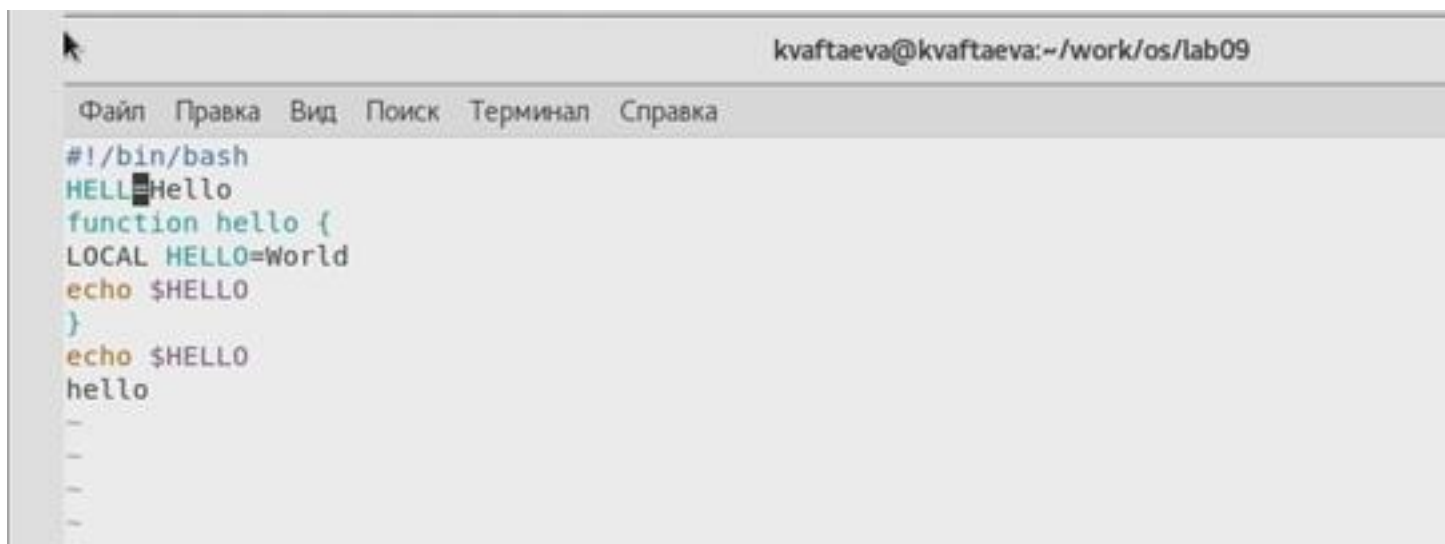 kvaftaeva@kvaftaeva:~/work/os/lab09
Файл Правка Вид Поиск Терминал Справка
#!/bin/bash
HELL=Hello
function hello {
LOCAL HELLO=World
echo $HELLO
}
echo $HELLO
hello
~
~
~
~